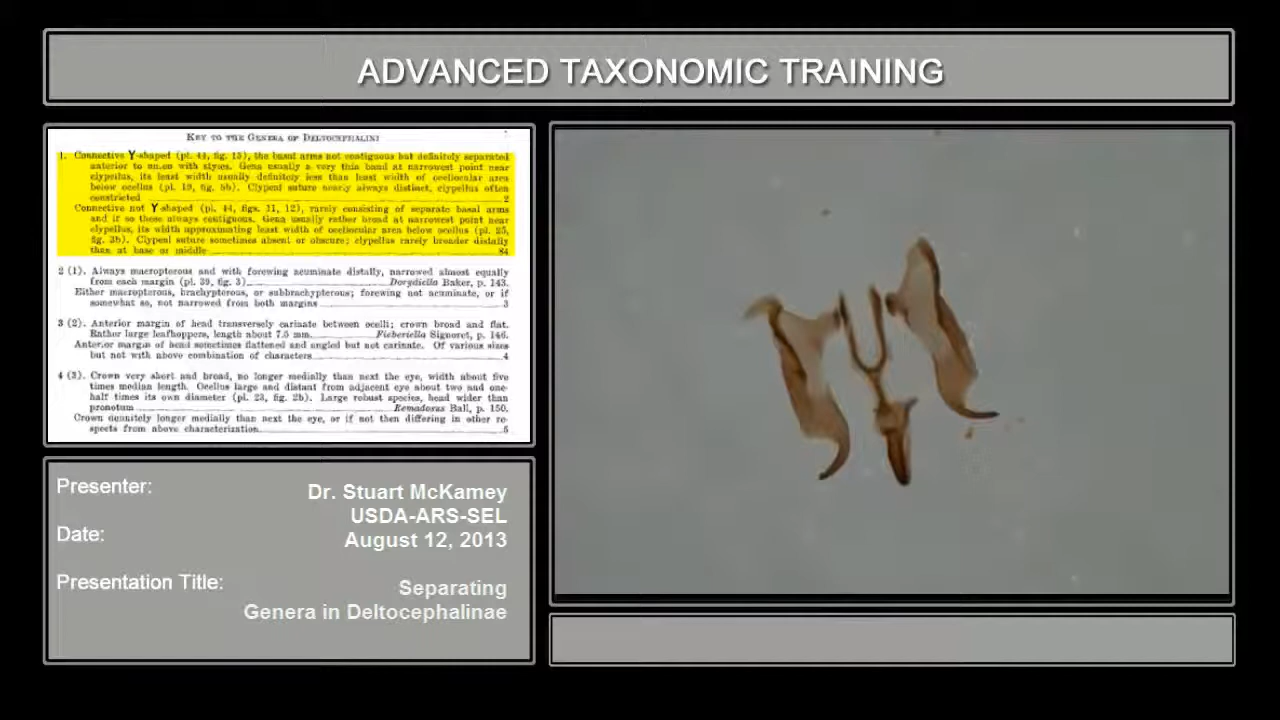 ADVANCED TAXONOMIC TRAINING
KEY TO THE GENERA OF DELTOCEPHALINI
1. Connective Y-shaped (pl. 44, fig. 15), the basal arms not contiguous but definitely separated
anterior to union with styles. Gena usually a very thin band at narrowest point near
clypellus, its least width usually definitely less than least width of ocellocular area
below ocellus (pl. 19, fig. 5b). Clypeal suture nearly always distinct, clypellus often
constricted 2
Connective not Y-shaped (pl. 44, figs. 11, 12), rarely consisting of separate basal arms
and if so these always contiguous. Gena usually rather broad at narrowest point near
clypellus, its width approximating least width of ocellocular area below ocellus (pl. 25,
fig. 3b). Clypeal suture sometimes absent or obscure; clypellus rarely broader distally
than at base or middle 84
2 (1). Always macropterous and with forewing acuminate distally, narrowed almost equally
from each margin (pl. 39, fig. 3) Dorydiella Baker, p. 143.
Either macropterous, brachypterous, or subbrachypterous; forewing not acuminate, or if
somewhat so, not narrowed from both margins 3
3 (2). Anterior margin of head transversely carinate between ocelli; crown broad and flat.
Rather large leafhoppers, length about 7.5 mm. Fieberiella Signoret, p. 146.
Anterior margin of head sometimes flattened and angled but not carinate. Of various sizes
but not with above combination of characters 4
4 (3). Crown very short and broad, no longer medially than next the eye, width about five
times median length. Ocellus large and distant from adjacent eye about two and one-
half times its own diameter (pl. 23, fig. 2b). Large robust species, head wider than
pronotum Remadosus Ball, p. 150.
Crown definitely longer medially than next the eye, or if not then differing in other re-
spects from above characterization 5
Presenter: Dr. Stuart McKamey
USDA-ARS-SEL
Date: August 12, 2013
Presentation Title: Separating
Genera in Deltocephalinae